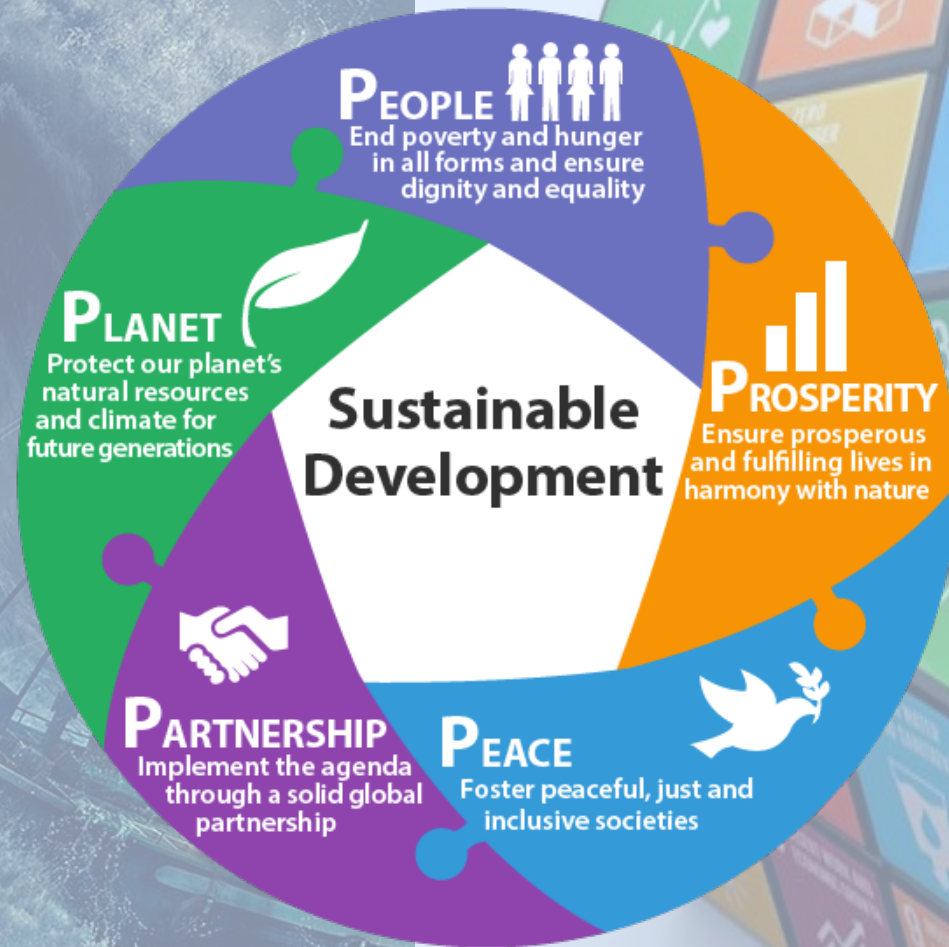 PEOPLE
End poverty and hunger
in all forms and ensure
dignity and equality
PROSPERITY
Ensure prosperous
and fulfilling lives in
harmony with nature
PLANET
Protect our planet's
natural resources
and climate for
future generations
Sustainable
Development
PARTNERSHIP
Implement the agenda
through a solid global
partnership
PEACE
Foster peaceful, just and
inclusive societies